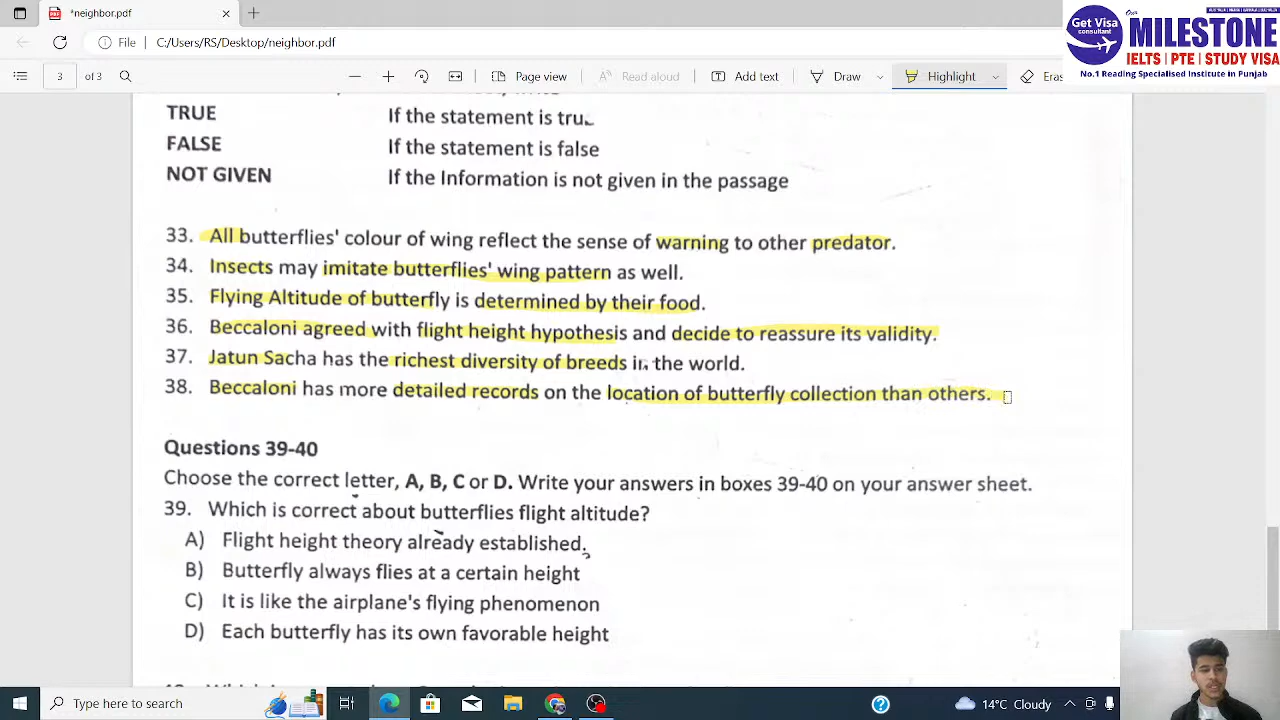 *neighbor.pdf
File
C:/Users/RS/Desktop/neighbor.pdf
Get Visa
consultant
Ours
MILESTONE
IELTS | PTE | STUDY VISA
No.1 Reading Specialised Institute in Punjab
3 of 3
Page view
Read aloud
Add text
Draw
Highlight
Eras
TRUE If the statement is true
FALSE If the statement is false
NOT GIVEN If the Information is not given in the passage
33. All butterflies' colour of wing reflect the sense of warning to other predator.
34. Insects may imitate butterflies' wing pattern as well.
35. Flying Altitude of butterfly is determined by their food.
36. Beccaloni agreed with flight height hypothesis and decide to reassure its validity.
37. Jatun Sacha has the richest diversity of breeds in the world.
38. Beccaloni has more detailed records on the location of butterfly collection than others.
Questions 39-40
Choose the correct letter, A, B, C or D. Write your answers in boxes 39-40 on your answer sheet.
39. Which is correct about butterflies flight altitude?
A) Flight height theory already established.
B) Butterfly always flies at a certain height
C) It is like the airplane's flying phenomenon
D) Each butterfly has its own favorable height
Type here to search
14°C Cloudy